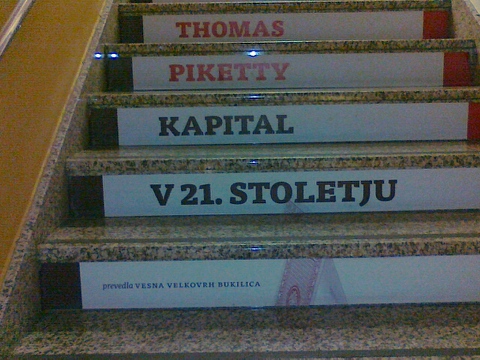 THOMAS
PIKETTY
KAPITAL
V 21. STOLETJU
prevedla VESNA VELKOVRH BUKILICA